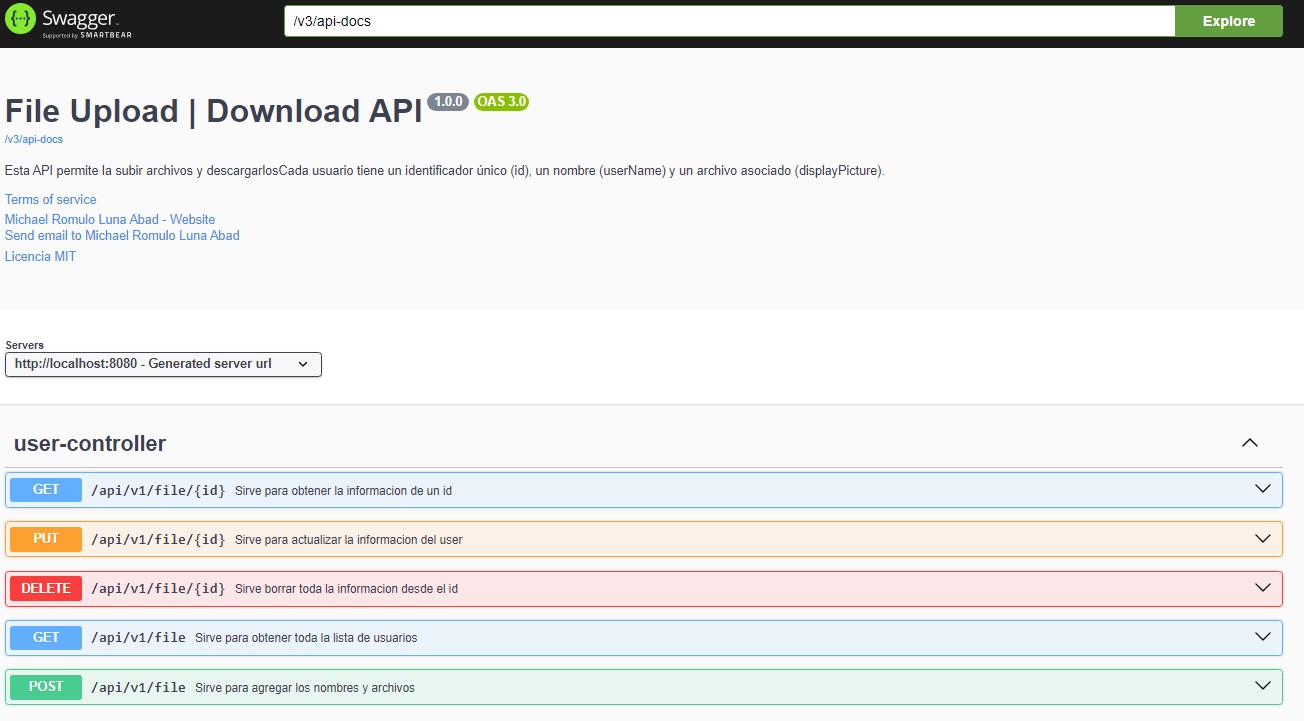 Swagger
Supported by SMARTBEAR
/v3/api-docs
Explore
File Upload | Download API 1.0.0 OAS 3.0
/v3/api-docs
Esta API permite la subir archivos y descargarlosCada usuario tiene un identificador único (id), un nombre (userName) y un archivo asociado (displayPicture).
Terms of service
Michael Romulo Luna Abad - Website
Send email to Michael Romulo Luna Abad
Licencia MIT
Servers
http://localhost:8080 - Generated server url
user-controller
GET /api/v1/file/{id} Sirve para obtener la informacion de un id
PUT /api/v1/file/{id} Sirve para actualizar la informacion del user
DELETE /api/v1/file/{id} Sirve borrar toda la informacion desde el id
GET /api/v1/file Sirve para obtener toda la lista de usuarios
POST /api/v1/file Sirve para agregar los nombres y archivos